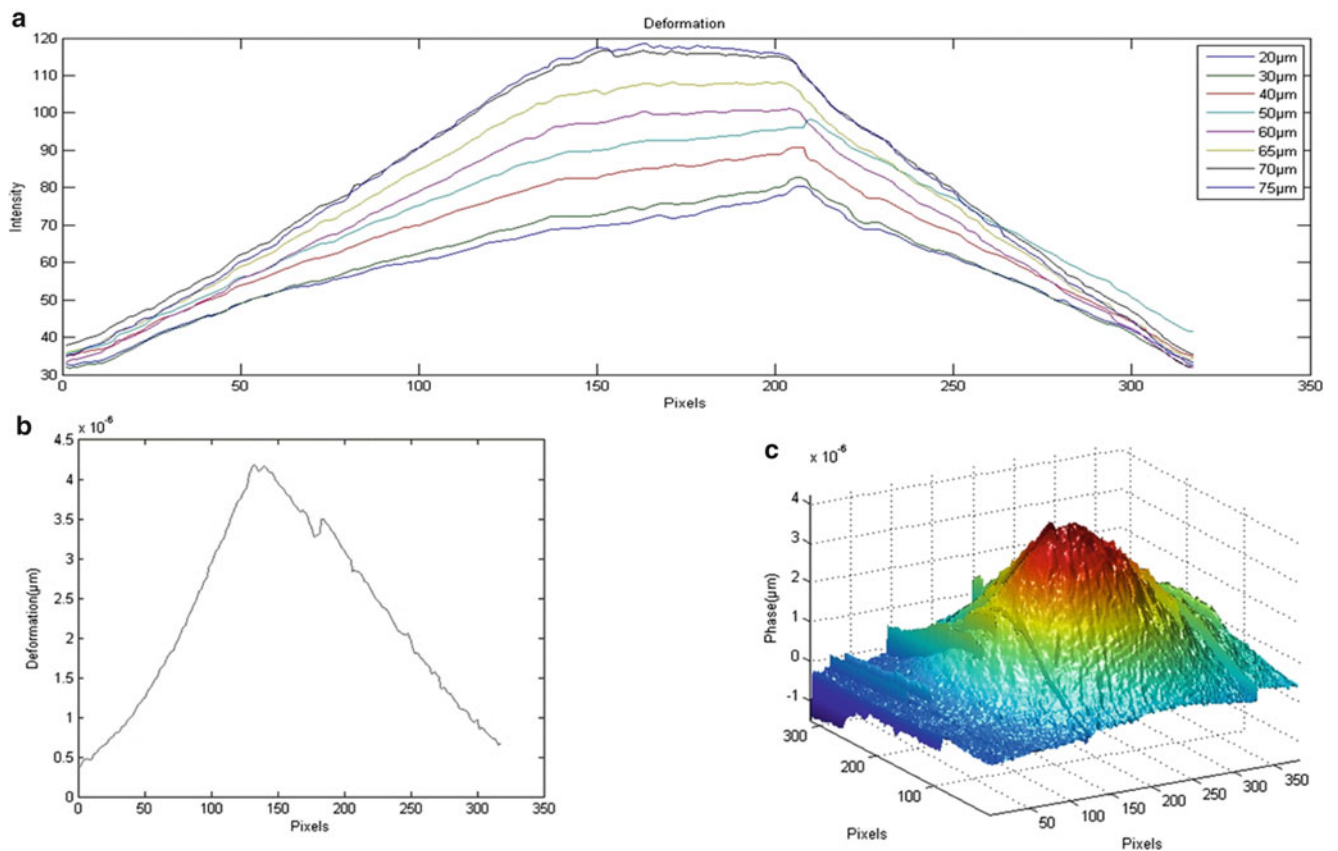 a
Deformation
120
110
100
90
80
70
60
50
40
30
Intensity
0 50 100 150 200 250 300 350
Pixels
20µm
30µm
40µm
50µm
60µm
65µm
70µm
75µm
b
x 10-6
4.5
4
3.5
3
2.5
2
1.5
1
0.5
0
Deformation(µm)
0 50 100 150 200 250 300 350
Pixels
c
x 10-6
4
3
2
1
0
-1
Phase(µm)
300
200
100
Pixels
50 100 150 200 250 300 350
Pixels